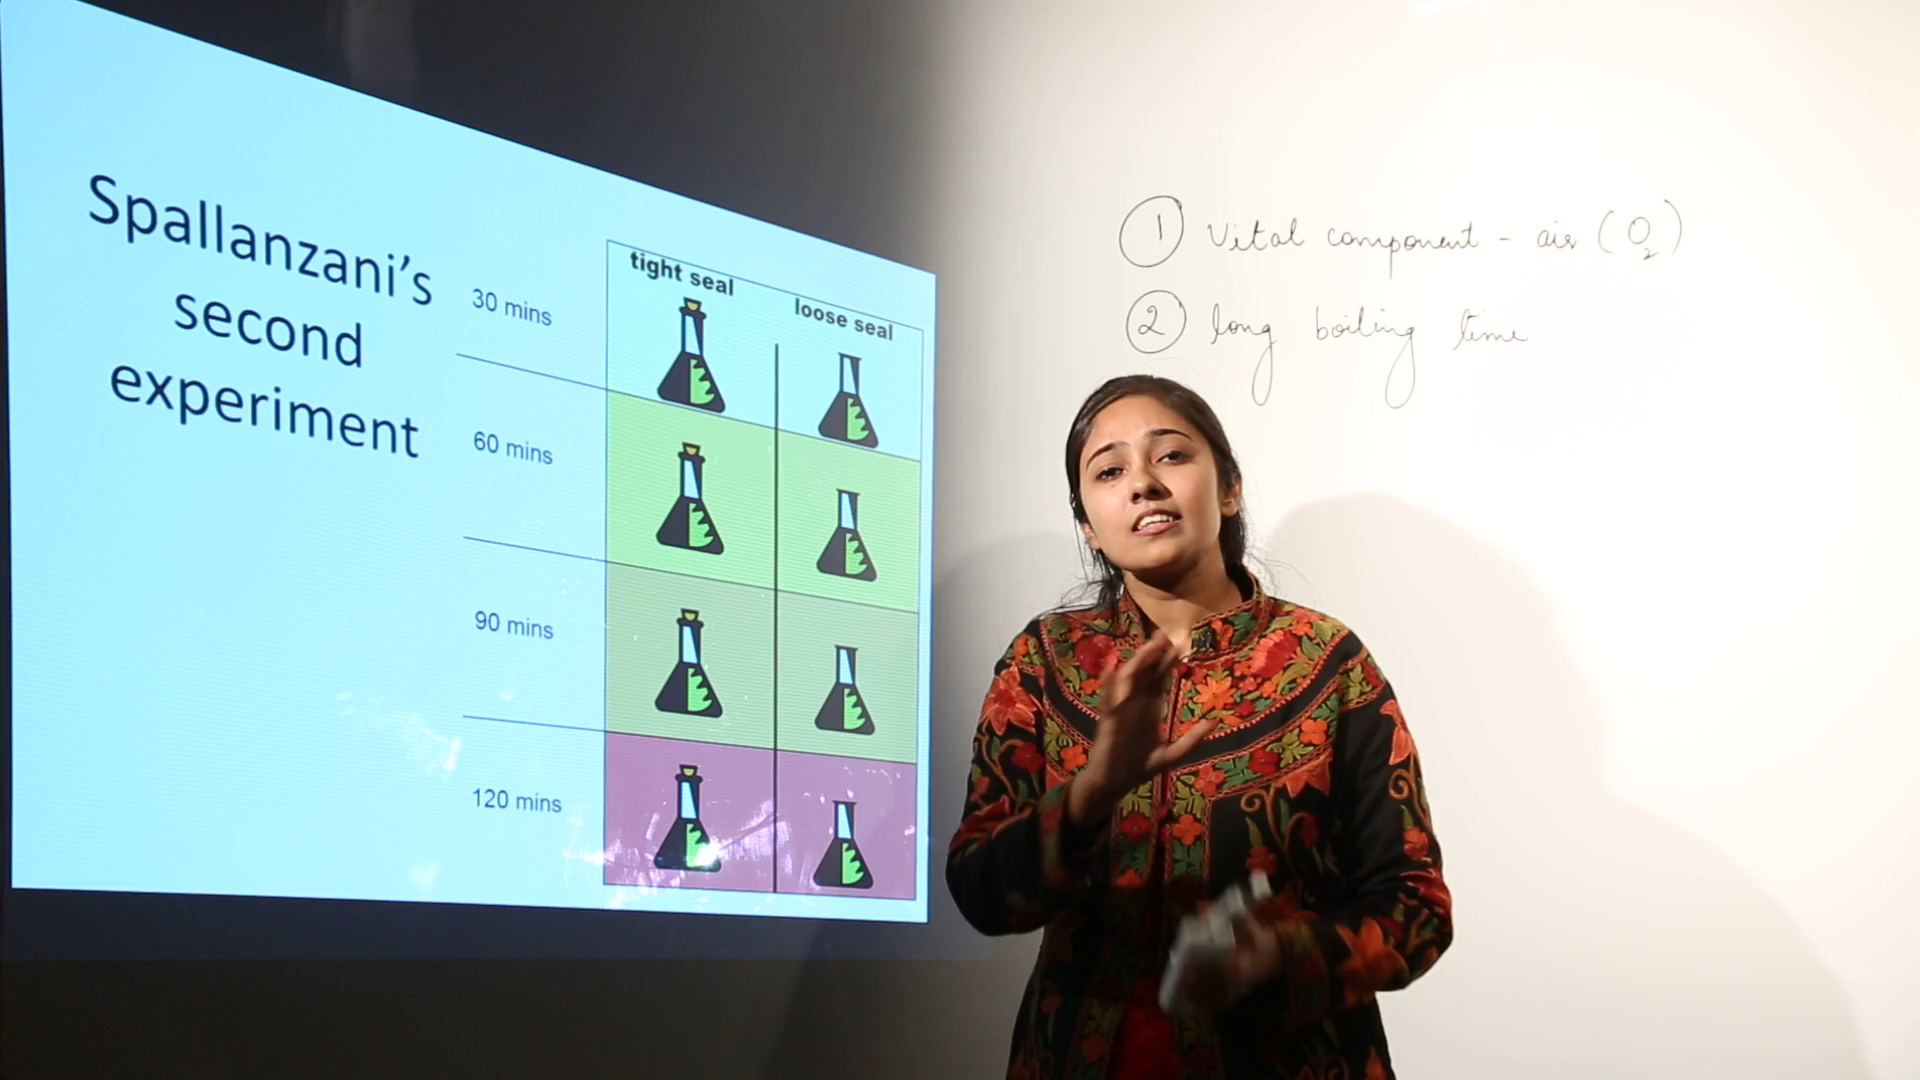 Spallanzani's
second
experiment
tight seal
loose seal
30 mins
60 mins
90 mins
120 mins
① Vital component - air (O₂)
② long boiling time